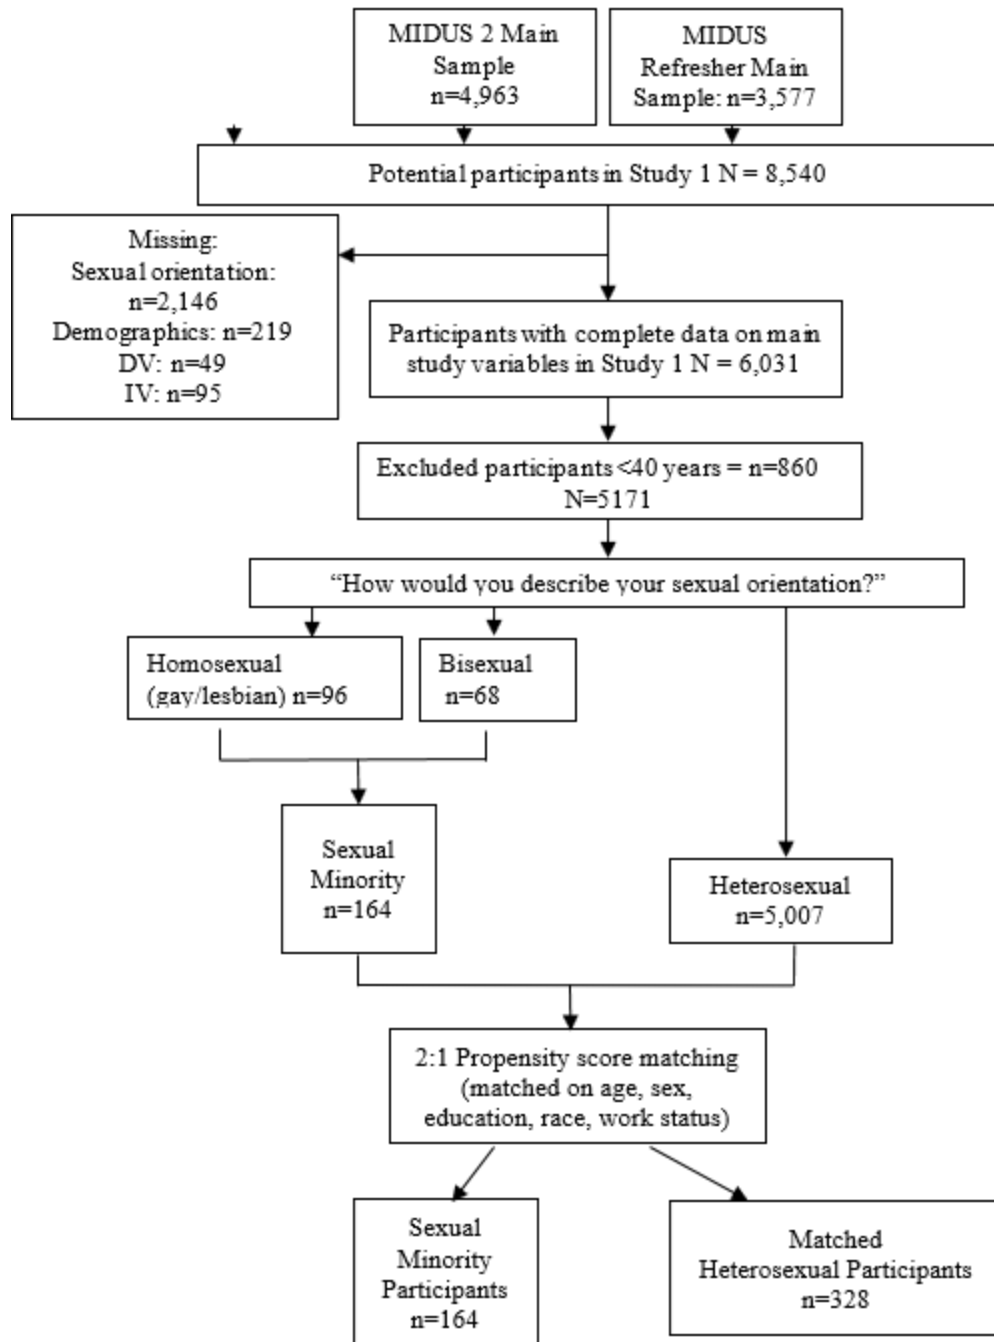 MIDUS 2 Main
Sample
n=4,963
MIDUS
Refresher Main
Sample: n=3,577
Potential participants in Study 1 N = 8,540
Missing:
Sexual orientation:
n=2,146
Demographics: n=219
DV: n=49
IV: n=95
Participants with complete data on main
study variables in Study 1 N = 6,031
Excluded participants <40 years = n=860
N=5171
“How would you describe your sexual orientation?”
Homosexual
(gay/lesbian) n=96
Bisexual
n=68
Sexual
Minority
n=164
Heterosexual
n=5,007
2:1 Propensity score matching
(matched on age, sex,
education, race, work status)
Sexual
Minority
Participants
n=164
Matched
Heterosexual Participants
n=328